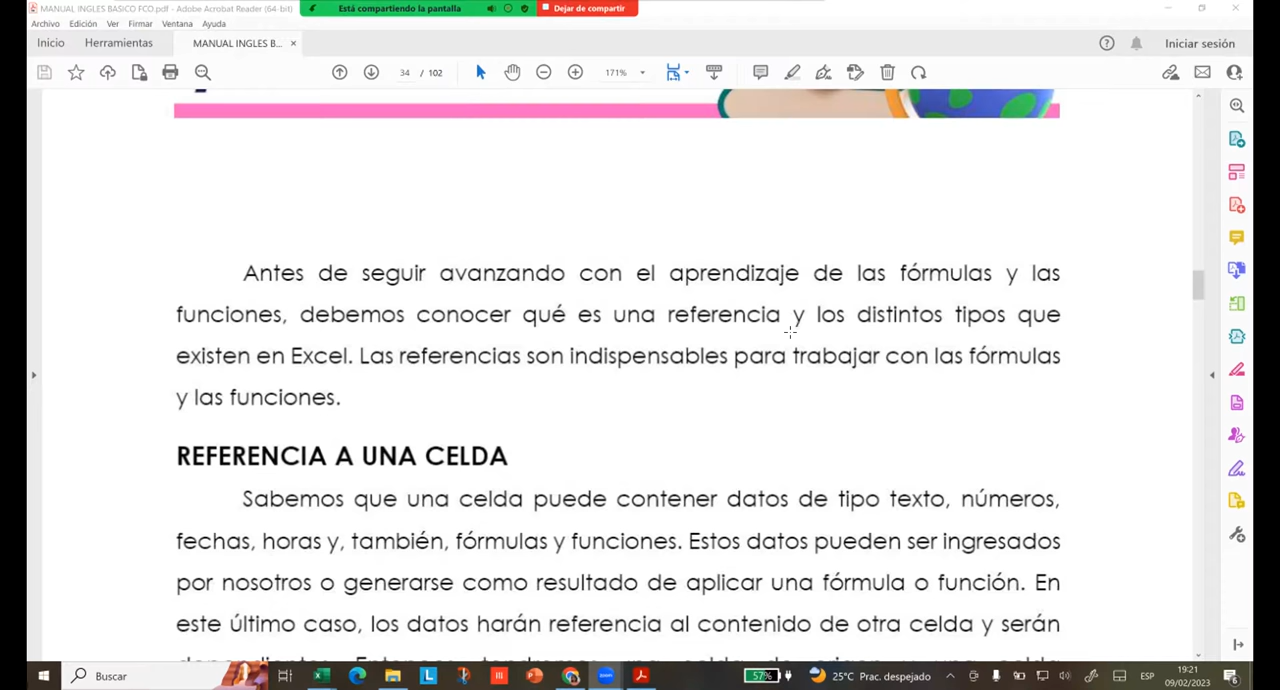 MANUAL INGLES BASICO FCO.pdf - Adobe Acrobat Reader (64-bit)
Está compartiendo la pantalla
Dejar de compartir
Archivo Edición Ver Firmar Ventana Ayuda
Inicio Herramientas MANUAL INGLES B... × Iniciar sesión
34 / 102 171%
Antes de seguir avanzando con el aprendizaje de las fórmulas y las
funciones, debemos conocer qué es una referencia y los distintos tipos que
existen en Excel. Las referencias son indispensables para trabajar con las fórmulas
y las funciones.
REFERENCIA A UNA CELDA
Sabemos que una celda puede contener datos de tipo texto, números,
fechas, horas y, también, fórmulas y funciones. Estos datos pueden ser ingresados
por nosotros o generarse como resultado de aplicar una fórmula o función. En
este último caso, los datos harán referencia al contenido de otra celda y serán
Buscar 57% 25°C Prac. despejado ESP 19:21
09/02/2023